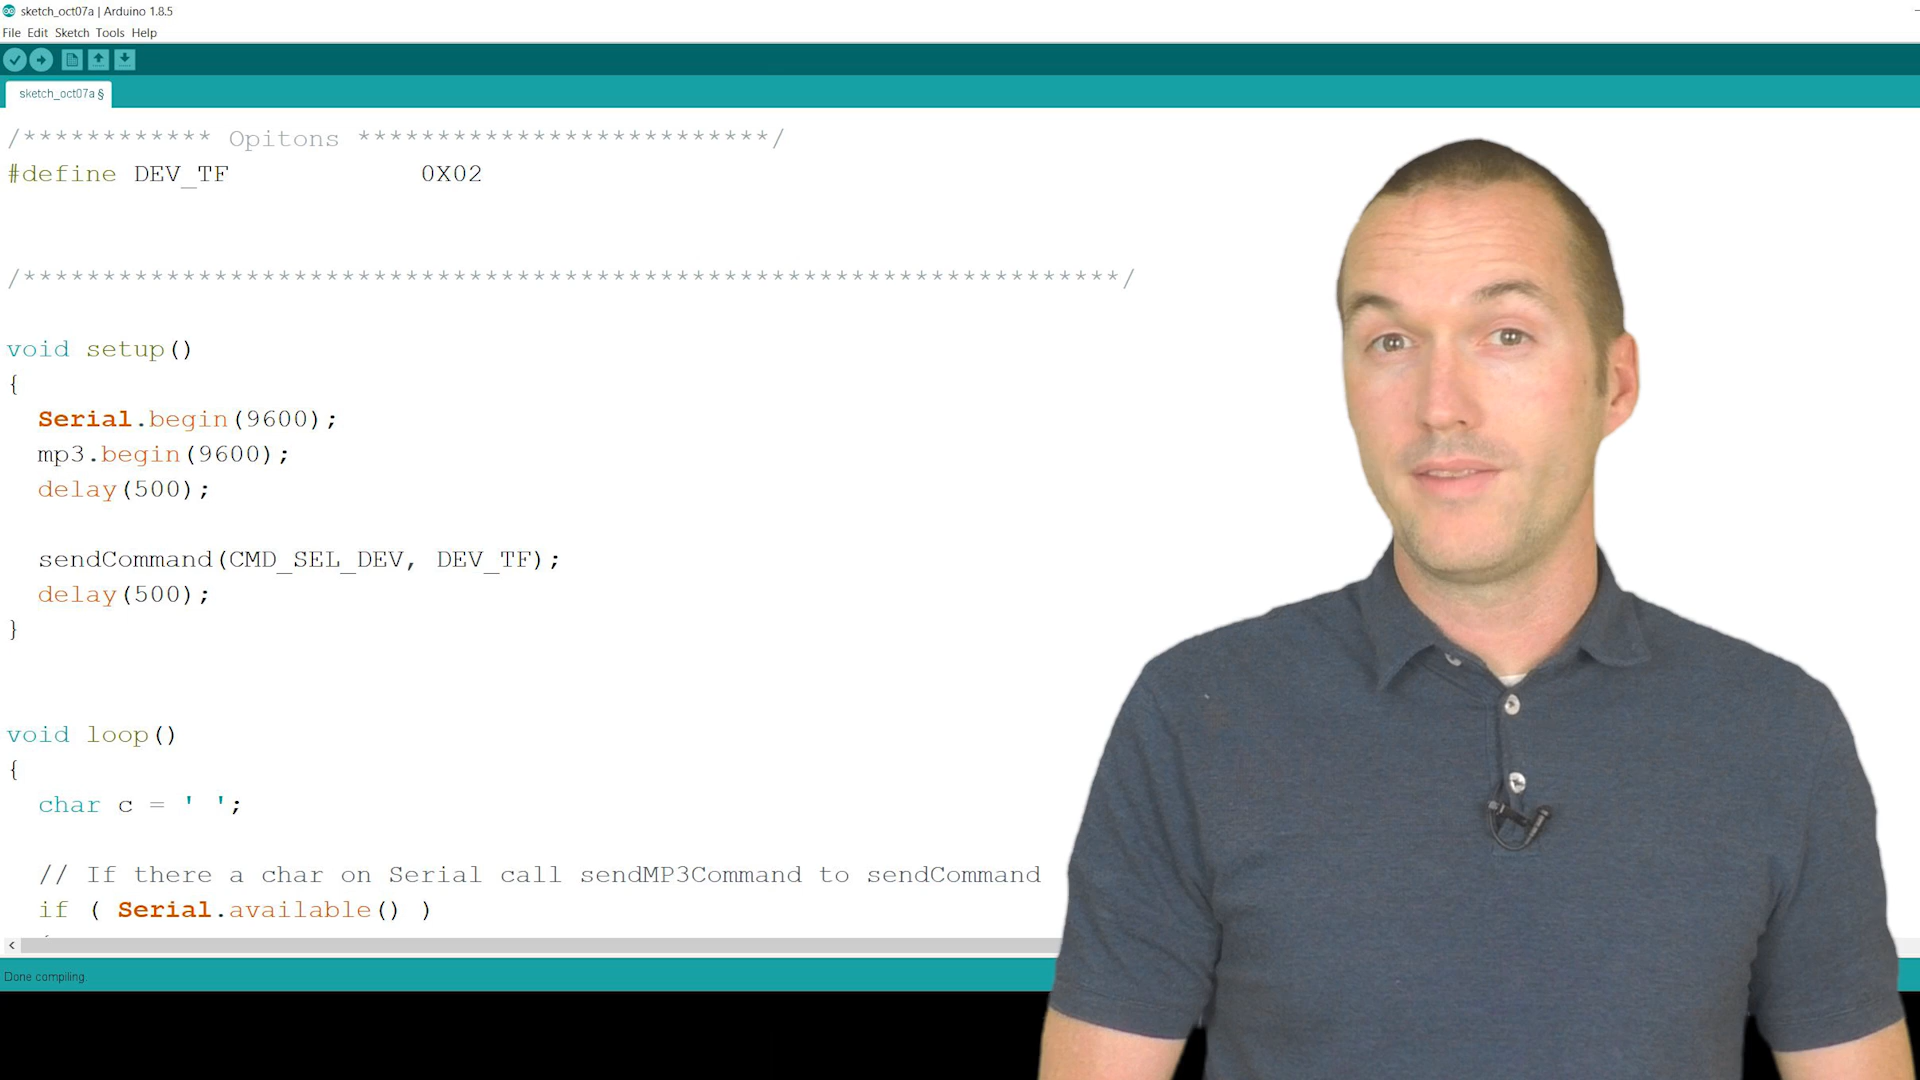 sketch_oct07a | Arduino 1.8.5
File Edit Sketch Tools Help
sketch_oct07a §
/************ Opitons **************************/
#define DEV_TF 0X02
/*********************************************************************/
void setup()
{
Serial.begin(9600);
mp3.begin(9600);
delay(500);
sendCommand(CMD_SEL_DEV, DEV_TF);
delay(500);
}
void loop()
{
char c = ' ';
// If there a char on Serial call sendMP3Command to sendCommand
if ( Serial.available() )
Done compiling.